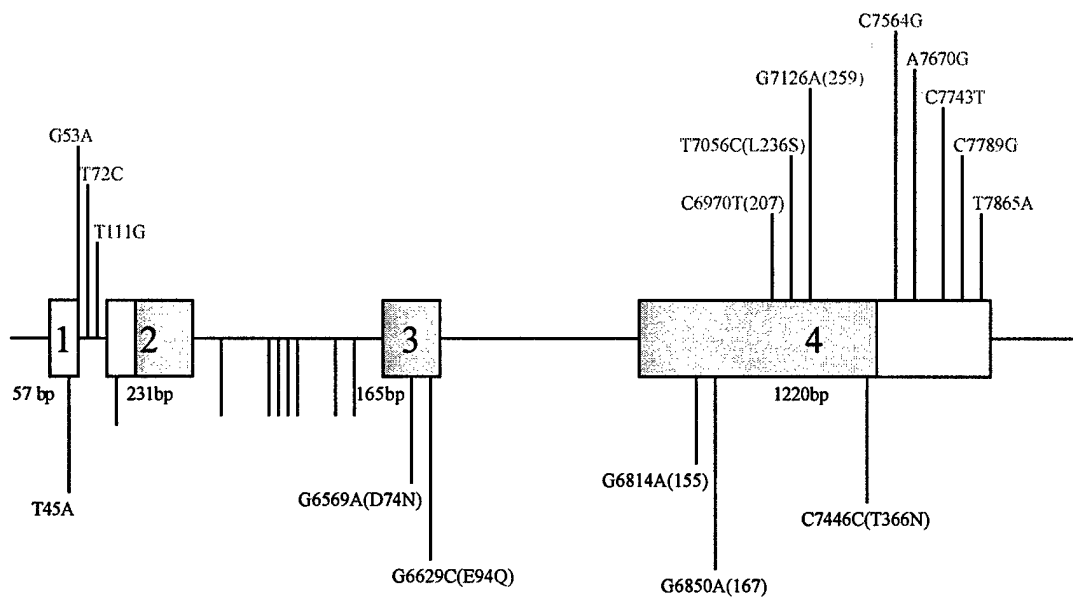 C7564G
A7670G
G7126A(259)
C7743T
G53A
T7056C(L236S)
C7789G
T72C
C6970T(207)
T7865A
T111G
1
2
3
4
57 bp
231bp
165bp
1220bp
T45A
G6569A(D74N)
G6814A(155)
C7446C(T366N)
G6629C(E94Q)
G6850A(167)